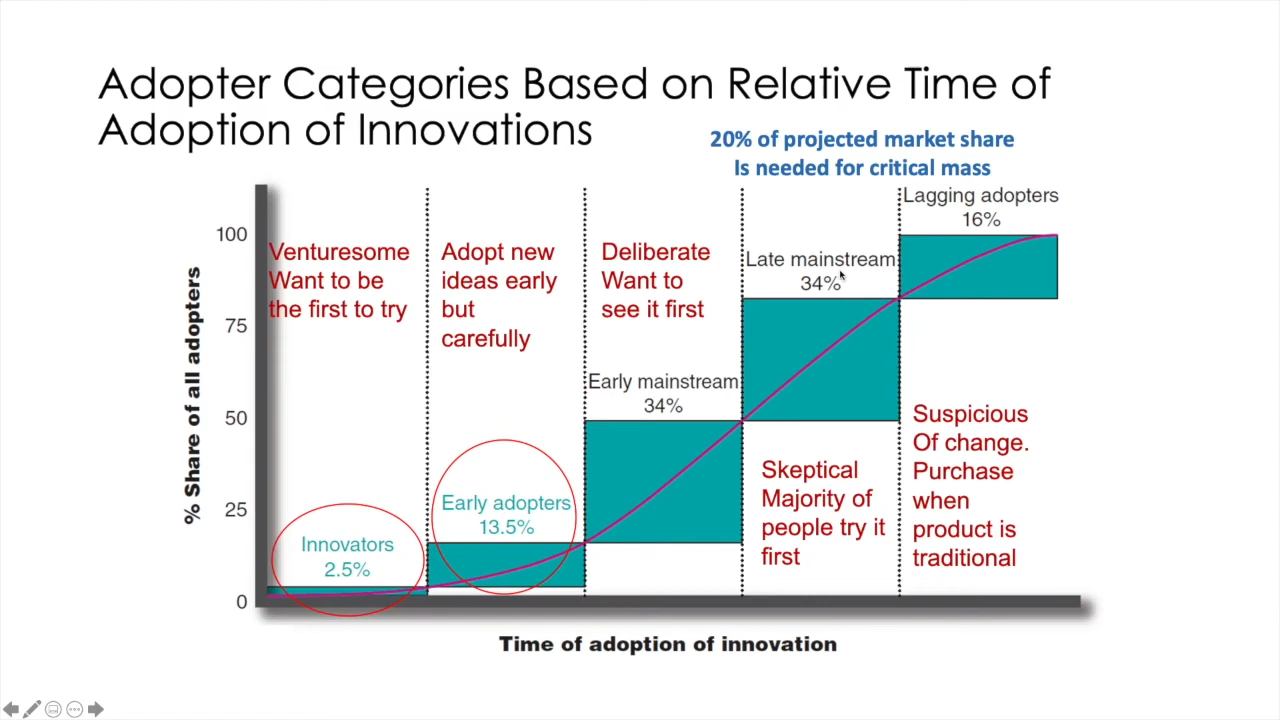 Adopter Categories Based on Relative Time of
Adoption of Innovations
20% of projected market share
Is needed for critical mass
% Share of all adopters
100
75
50
25
0
Venturesome
Want to be
the first to try
Innovators
2.5%
Adopt new
ideas early
but
carefully
Early adopters
13.5%
Deliberate
Want to
see it first
Early mainstream
34%
Late mainstream
34%
Skeptical
Majority of
people try it
first
Lagging adopters
16%
Suspicious
Of change.
Purchase
when
product is
traditional
Time of adoption of innovation